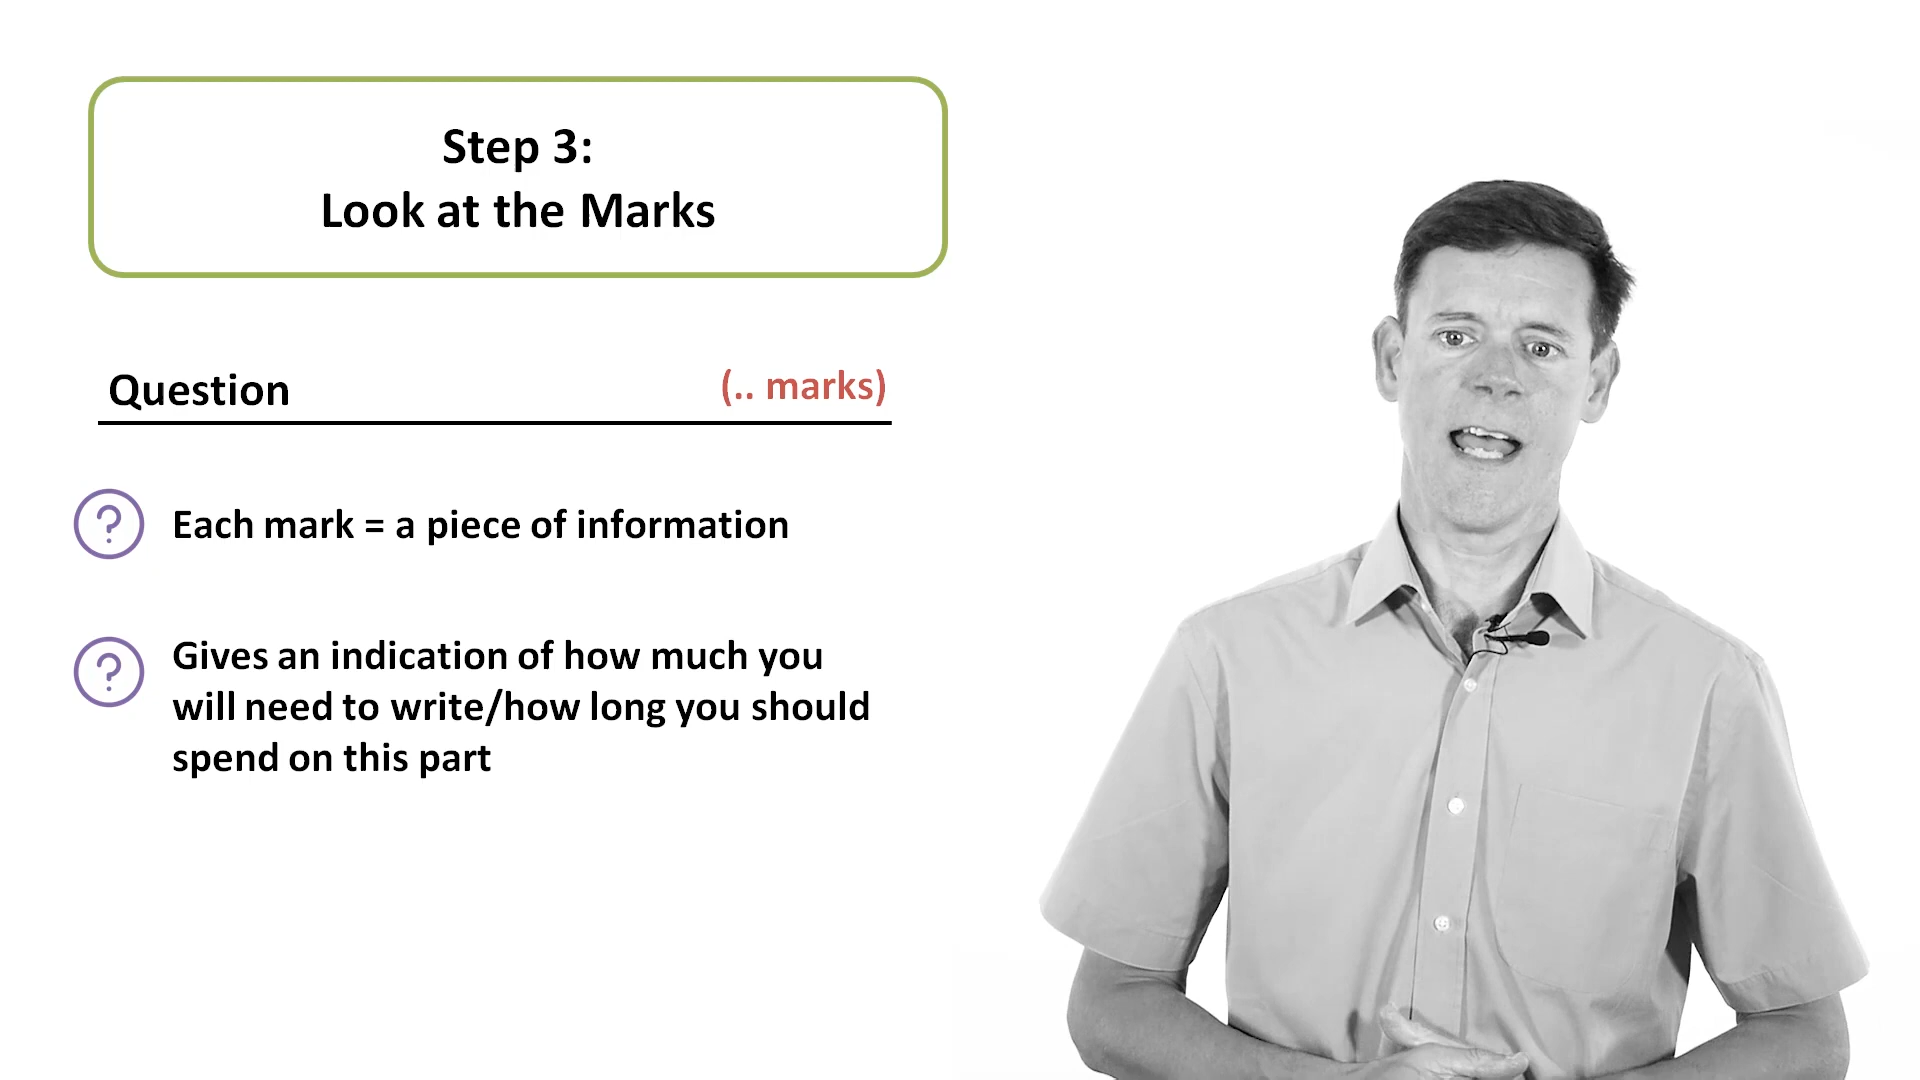 Step 3:
Look at the Marks
Question (.. marks)
? Each mark = a piece of information
? Gives an indication of how much you
will need to write/how long you should
spend on this part